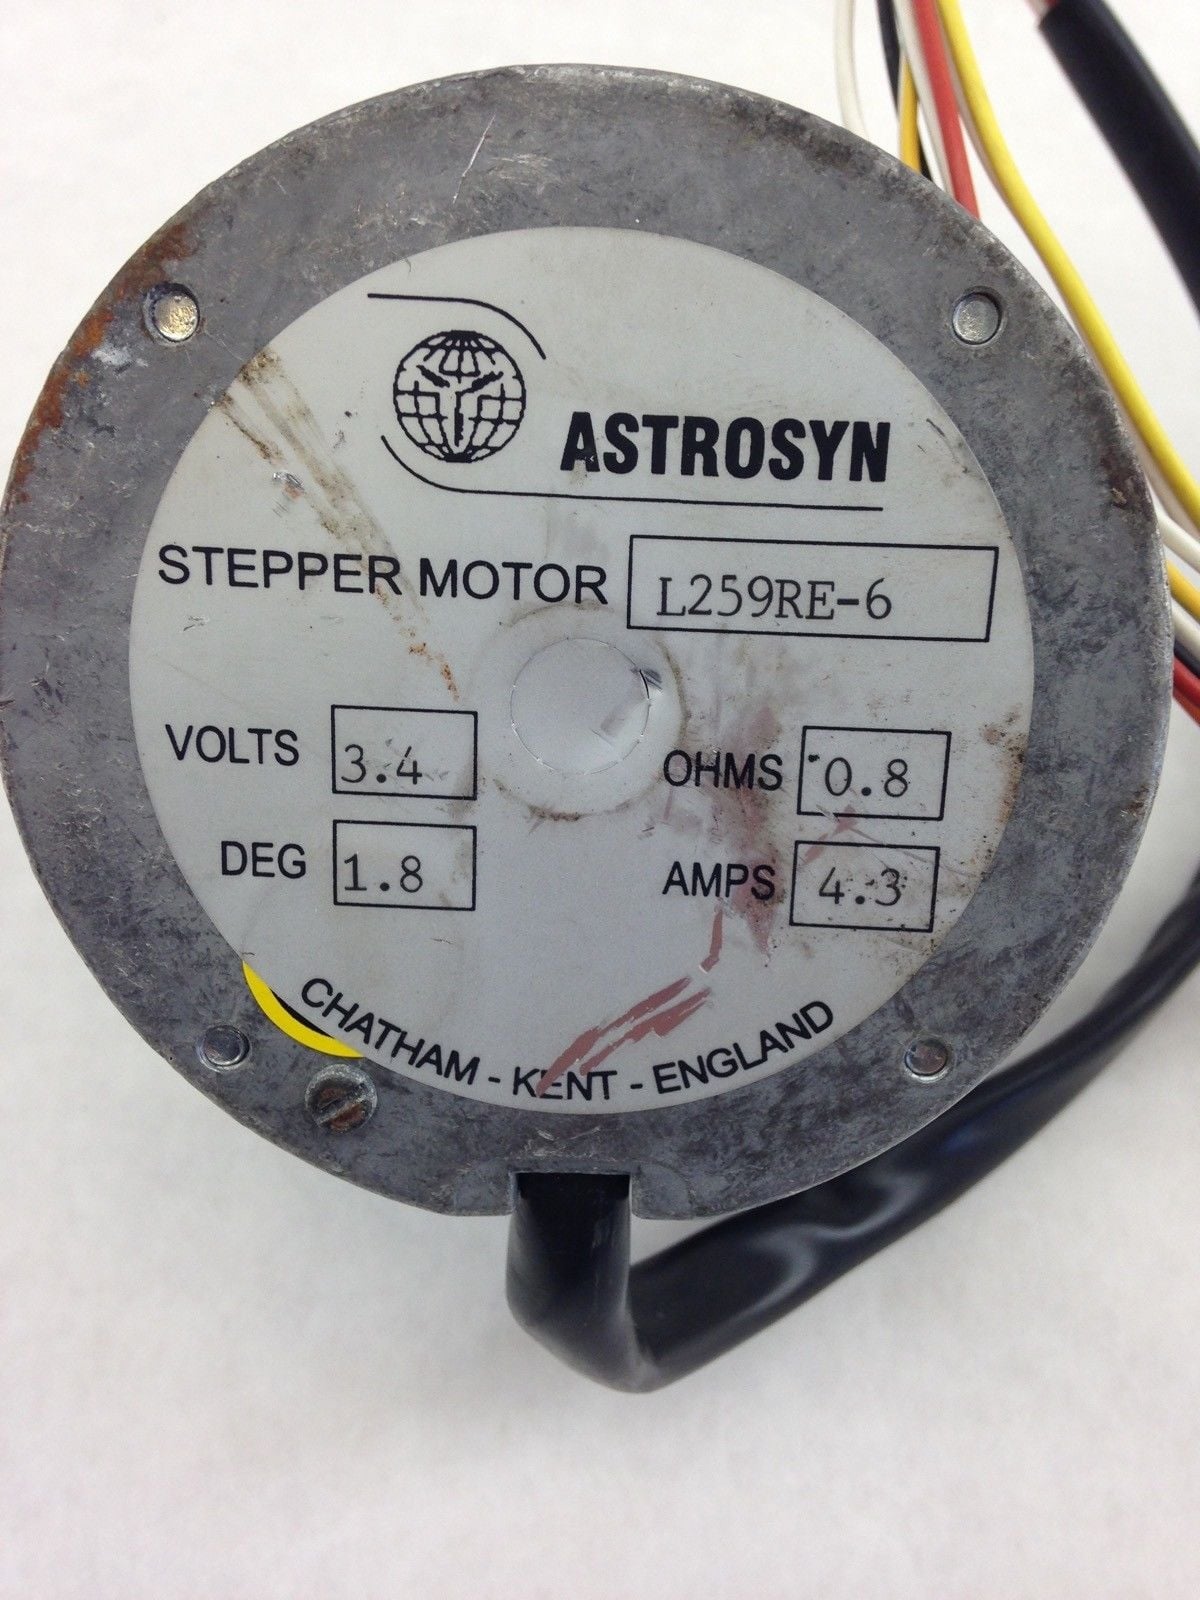 ASTROSYN
STEPPER MOTOR L259RE-6
VOLTS 3.4 OHMS 0.8
DEG 1.8 AMPS 4.3
CHATHAM - KENT - ENGLAND